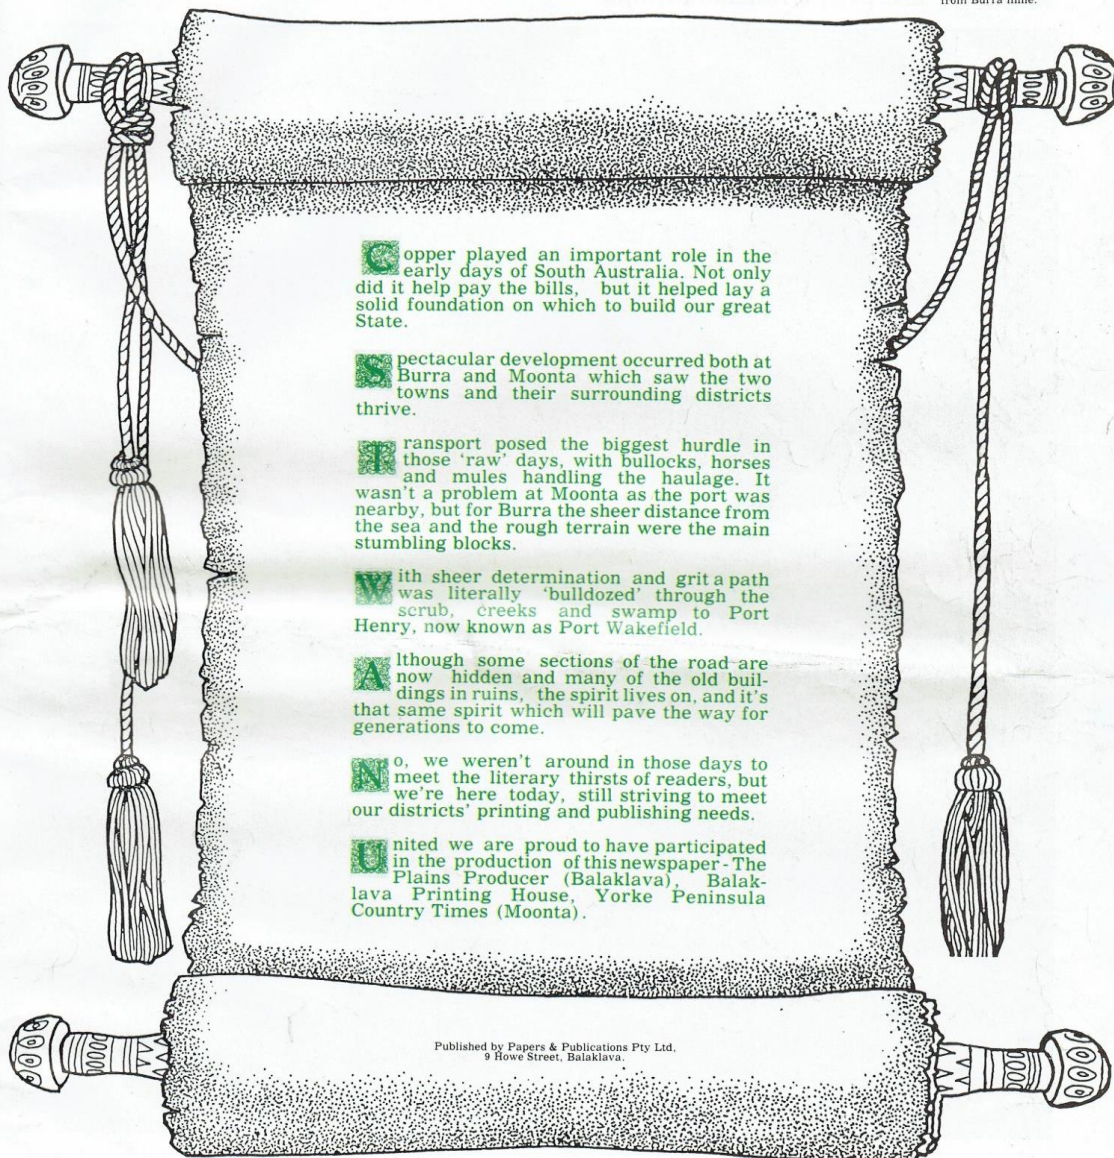 from Burra mine.
Copper played an important role in the
early days of South Australia. Not only
did it help pay the bills, but it helped lay a
solid foundation on which to build our great
State.
Spectacular development occurred both at
Burra and Moonta which saw the two
towns and their surrounding districts
thrive.
Transport posed the biggest hurdle in
those 'raw' days, with bullocks, horses
and mules handling the haulage. It
wasn't a problem at Moonta as the port was
nearby, but for Burra the sheer distance from
the sea and the rough terrain were the main
stumbling blocks.
With sheer determination and grit a path
was literally 'bulldozed' through the
scrub, creeks and swamp to Port
Henry, now known as Port Wakefield.
Although some sections of the road are
now hidden and many of the old buil-
dings in ruins, the spirit lives on, and it's
that same spirit which will pave the way for
generations to come.
No, we weren't around in those days to
meet the literary thirsts of readers, but
we're here today, still striving to meet
our districts' printing and publishing needs.
United we are proud to have participated
in the production of this newspaper - The
Plains Producer (Balaklava), Balak-
lava Printing House, Yorke Peninsula
Country Times (Moonta).
Published by Papers & Publications Pty Ltd,
9 Howe Street, Balaklava.